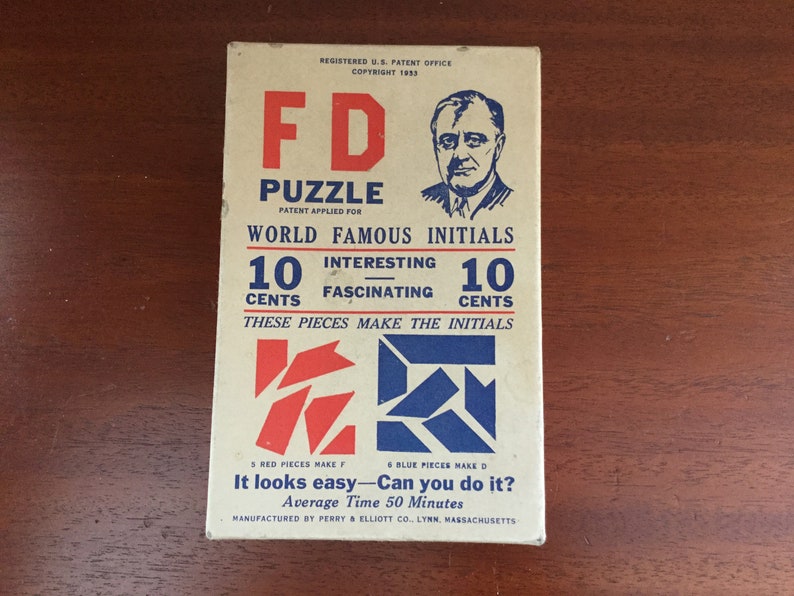 REGISTERED U.S. PATENT OFFICE
COPYRIGHT 1933
F D
PUZZLE
PATENT APPLIED FOR
WORLD FAMOUS INITIALS
10 CENTS
INTERESTING
FASCINATING
10 CENTS
THESE PIECES MAKE THE INITIALS
5 RED PIECES MAKE F
6 BLUE PIECES MAKE D
It looks easy—Can you do it?
Average Time 50 Minutes
MANUFACTURED BY PERRY & ELLIOTT CO., LYNN, MASSACHUSETTS